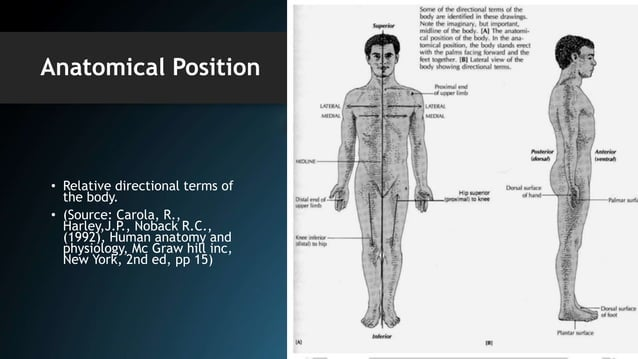 Anatomical Position
• Relative directional terms of
the body.
• (Source: Carola, R.,
Harley,J.P., Noback R.C.,
(1992), Human anatomy and
physiology, Mc Graw hill inc,
New York, 2nd ed, pp 15)
Some of the directional terms of the
body are identified in these drawings.
Note the imaginary, but important,
midline of the body. [A] The anatomi-
cal position of the body. In the ana-
tomical position, the body stands erect
with the palms facing forward and the
feet together. [B] Lateral view of the
body showing directional terms.
Superior
Proximal end
of upper limb
LATERAL
LATERAL
MEDIAL
MEDIAL
MIDLINE
Distal end of
upper limb
Hip superior
(proximal) to knee
Knee inferior
(distal) to hip
Inferior
[A]
Posterior
(dorsal)
Anterior
(ventral)
Dorsal surface
of hand
Palmar surfa
Dorsal surface
of foot
Plantar surface
[B]